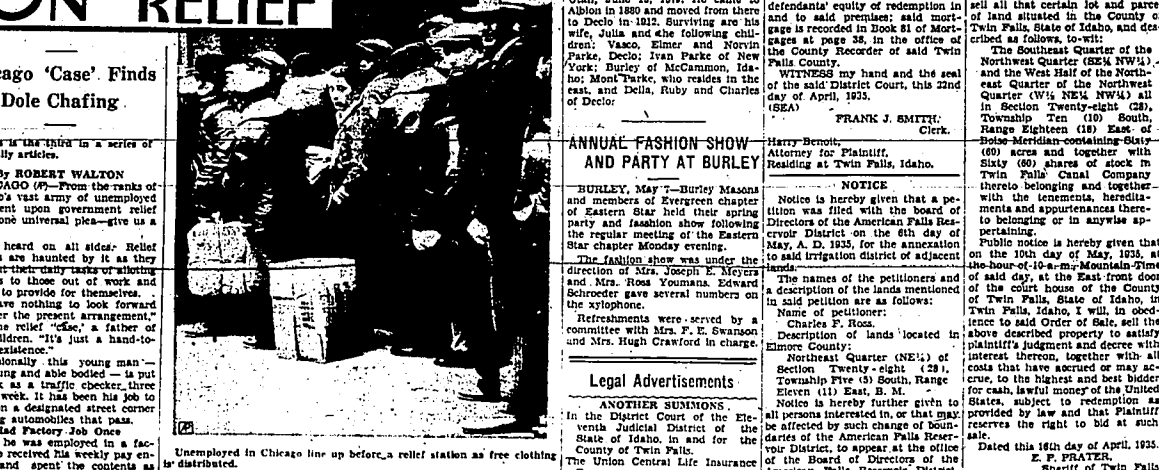 ON RELIEF
cago 'Case' Finds
Dole Chafing
is is the third in a series of
ily articles.
By ROBERT WALTON
CAGO (AP)—From the ranks of
o's vast army of unemployed
ent upon government relief
one universal plea—give us a
heard on all sides. Relief
s are haunted by it as they
ut their daily tasks of alloting
s to those out of work and
to provide for themselves.
ave nothing to look forward
er the present arrangement,"
ne relief "case," a father of
ildren. "It's just a hand-to-
existence."
sionally this young man—
ung and able bodied — is put
k as a traffic checker three
week. It has been his job to
n a designated street corner
g automobiles that pass.
Had Factory Job Once
he was employed in a fac-
e received his weekly pay en-
and spent the contents as
Unemployed in Chicago line up before a relief station as free clothing
is distributed.
Albion in 1880 and moved from there
to Declo in 1912. Surviving are his
wife, Julia and the following chil-
dren: Vasco, Elmer and Norvin
Parke, Declo; Ivan Parke of New
York; Burley of McCammon, Ida-
ho; Mont Parke, who resides in the
east, and Della, Ruby and Charles
of Declo.
ANNUAL FASHION SHOW
AND PARTY AT BURLEY
BURLEY, May 7—Burley Masons
and members of Evergreen chapter
of Eastern Star held their spring
party and fasshion show following
the regular meeting of the Eastern
Star chapter Monday evening.
The fashion show was under the
direction of Mrs. Joseph E. Meyers
and Mrs. Ross Youmans. Edward
Schroeder gave several numbers on
the xylophone.
Refreshments were served by a
committee with Mrs. F. E. Swanson
and Mrs. Hugh Crawford in charge.
Legal Advertisements
ANOTHER SUMMONS
In the District Court of the Ele-
venth Judicial District of the
State of Idaho, in and for the
County of Twin Falls.
The Union Central Life Insurance
defendants' equity of redemption in
and to said premises; said mort-
gage is recorded in Book 81 of Mort-
gages at page 38, in the office of
the County Recorder of said Twin
Falls County.
WITNESS my hand and the seal
of the said District Court, this 22nd
day of April, 1935.
(SEA)
FRANK J. SMITH.
Clerk.
Harry Benoit,
Attorney for Plaintiff,
Residing at Twin Falls, Idaho.
NOTICE
Notice is hereby given that a pe-
tition was filed with the board of
Directors of the American Falls Res-
ervoir District on the 6th day of
May, A. D. 1935, for the annexation
to said irrigation district of adjacent
lands.
The names of the petitioners and
a description of the lands mentioned
in said petition are as follows:
Name of petitioner:
Charles F. Ross.
Description of lands located in
Elmore County:
Northeast Quarter (NE¼) of
Section Twenty-eight (28),
Township Five (5) South, Range
Eleven (11) East, B. M.
Notice is hereby further given to
all persons interested in, or that may
be affected by such change of boun-
daries of the American Falls Reser-
voir District, to appear at the office
of the Board of Directors of the
sell all that certain lot and parce
of land situated in the County o
Twin Falls, State of Idaho, and des-
cribed as follows, to-wit:
The Southeast Quarter of the
Northwest Quarter (SE¼ NW¼)
and the West Half of the North-
east Quarter of the Northwest
Quarter (W½ NE¼ NW¼) all
in Section Twenty-eight (28),
Township Ten (10) South,
Range Eighteen (18) East of
Boise Meridian containing Sixty
(60) acres and together with
Sixty (60) shares of stock in
Twin Falls Canal Company
thereto belonging and together
with the tenements, heredita-
ments and appurtenances there-
to belonging or in anywise ap-
pertaining.
Public notice is hereby given that
on the 10th day of May, 1935, at
the hour of 10 a. m., Mountain Time
of said day, at the East front door
of the court house of the County
of Twin Falls, State of Idaho, in
Twin Falls, Idaho, I will, in obed-
ience to said Order of Sale, sell the
above described property to satisfy
plaintiff's judgment and decree with
interest thereon, together with all
costs that have accrued or may ac-
crue, to the highest and best bidder
for cash, lawful money of the United
States, subject to redemption as
provided by law and that Plaintiff
reserves the right to bid at such
sale.
Dated this 16th day of April, 1935.
E. F. PRATER,
Sheriff of Twin Falls